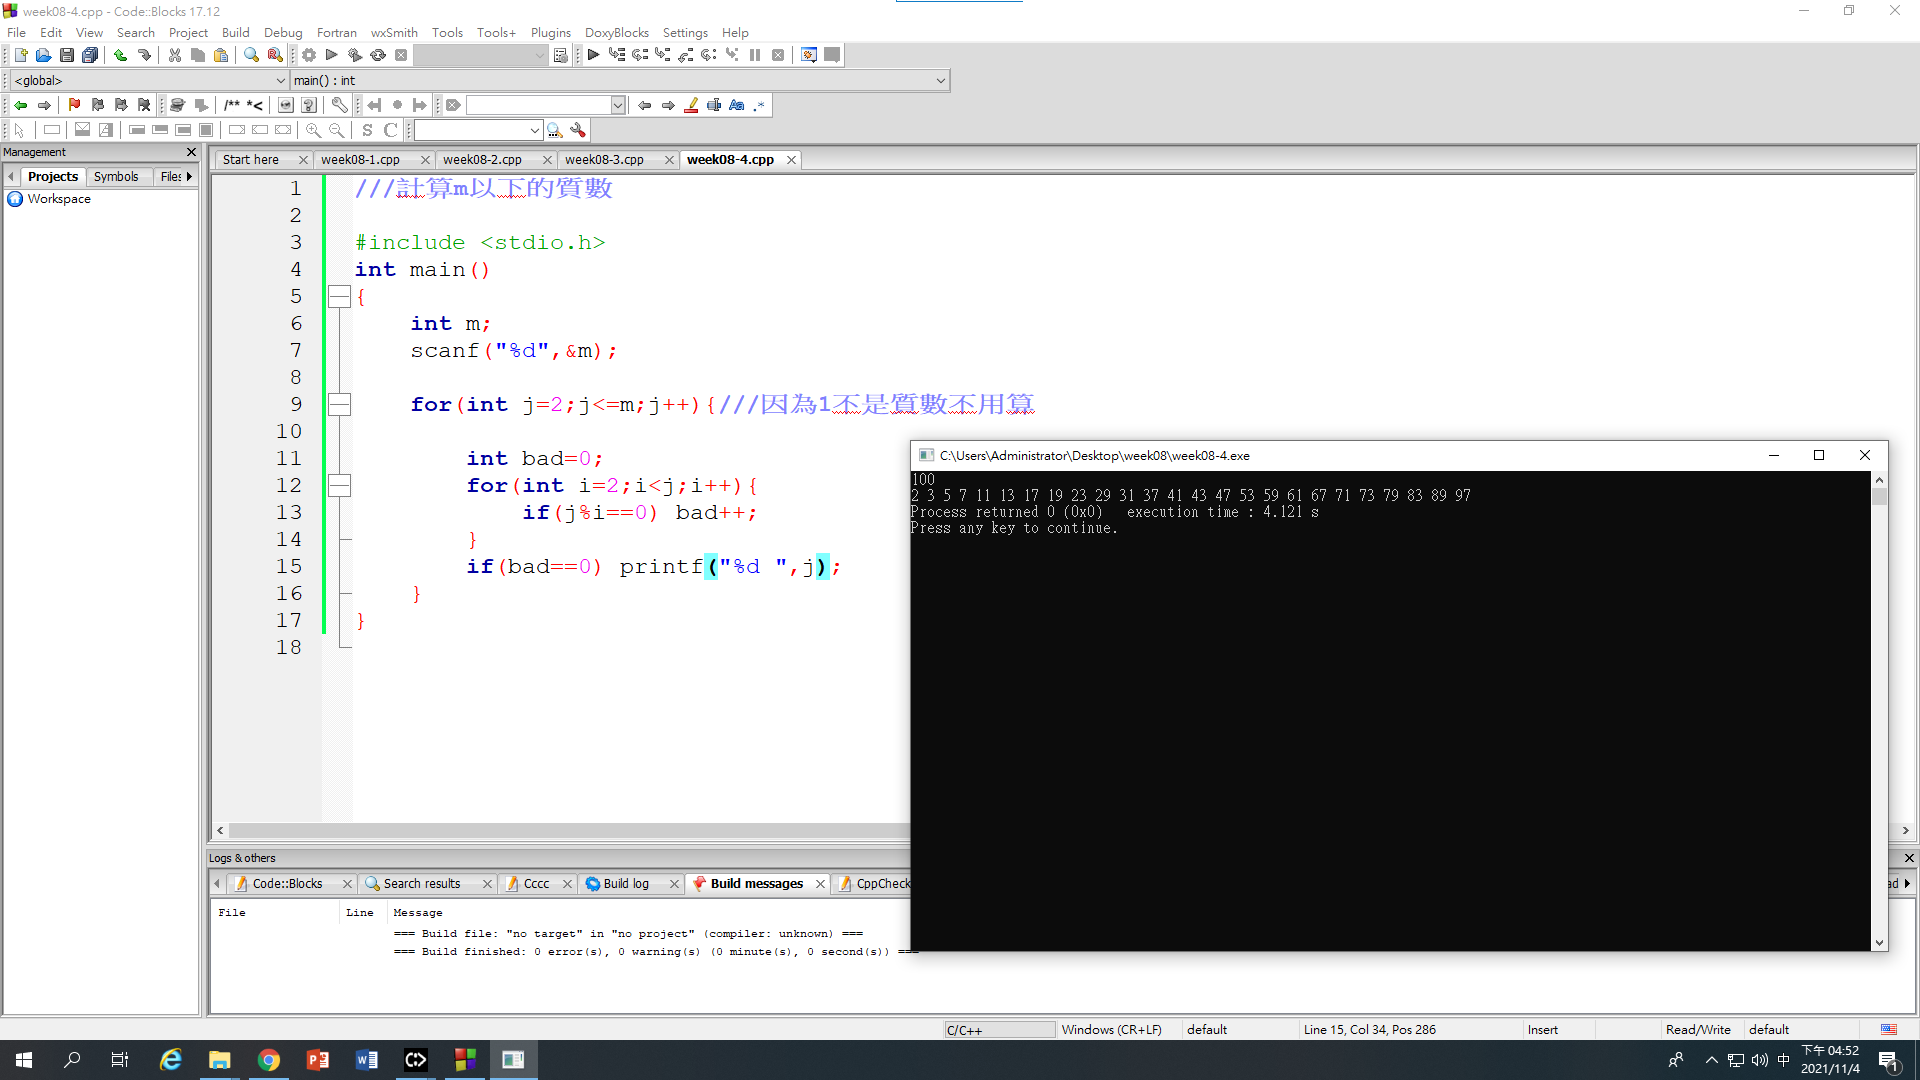 week08-4.cpp - Code::Blocks 17.12
File Edit View Search Project Build Debug Fortran wxSmith Tools Tools+ Plugins DoxyBlocks Settings Help
<global> main() : int
/** *<
S C
Management
Start here week08-1.cpp week08-2.cpp week08-3.cpp week08-4.cpp
Projects Symbols Files
Workspace
1 ///計算m以下的質數
2
3 #include <stdio.h>
4 int main()
5 {
6 int m;
7 scanf("%d",&m);
8
9 for(int j=2;j<=m;j++){///因為1不是質數不用算
10
11 int bad=0;
12 for(int i=2;i<j;i++){
13 if(j%i==0) bad++;
14 }
15 if(bad==0) printf("%d ",j);
16 }
17 }
18
C:\Users\Administrator\Desktop\week08\week08-4.exe
100
2 3 5 7 11 13 17 19 23 29 31 37 41 43 47 53 59 61 67 71 73 79 83 89 97
Process returned 0 (0x0) execution time : 4.121 s
Press any key to continue.
Logs & others
Code::Blocks Search results Cccc Build log Build messages CppCheck
File Line Message
=== Build file: "no target" in "no project" (compiler: unknown) ===
=== Build finished: 0 error(s), 0 warning(s) (0 minute(s), 0 second(s)) ===
C/C++ Windows (CR+LF) default Line 15, Col 34, Pos 286 Insert Read/Write default
中 下午 04:52
2021/11/4
1